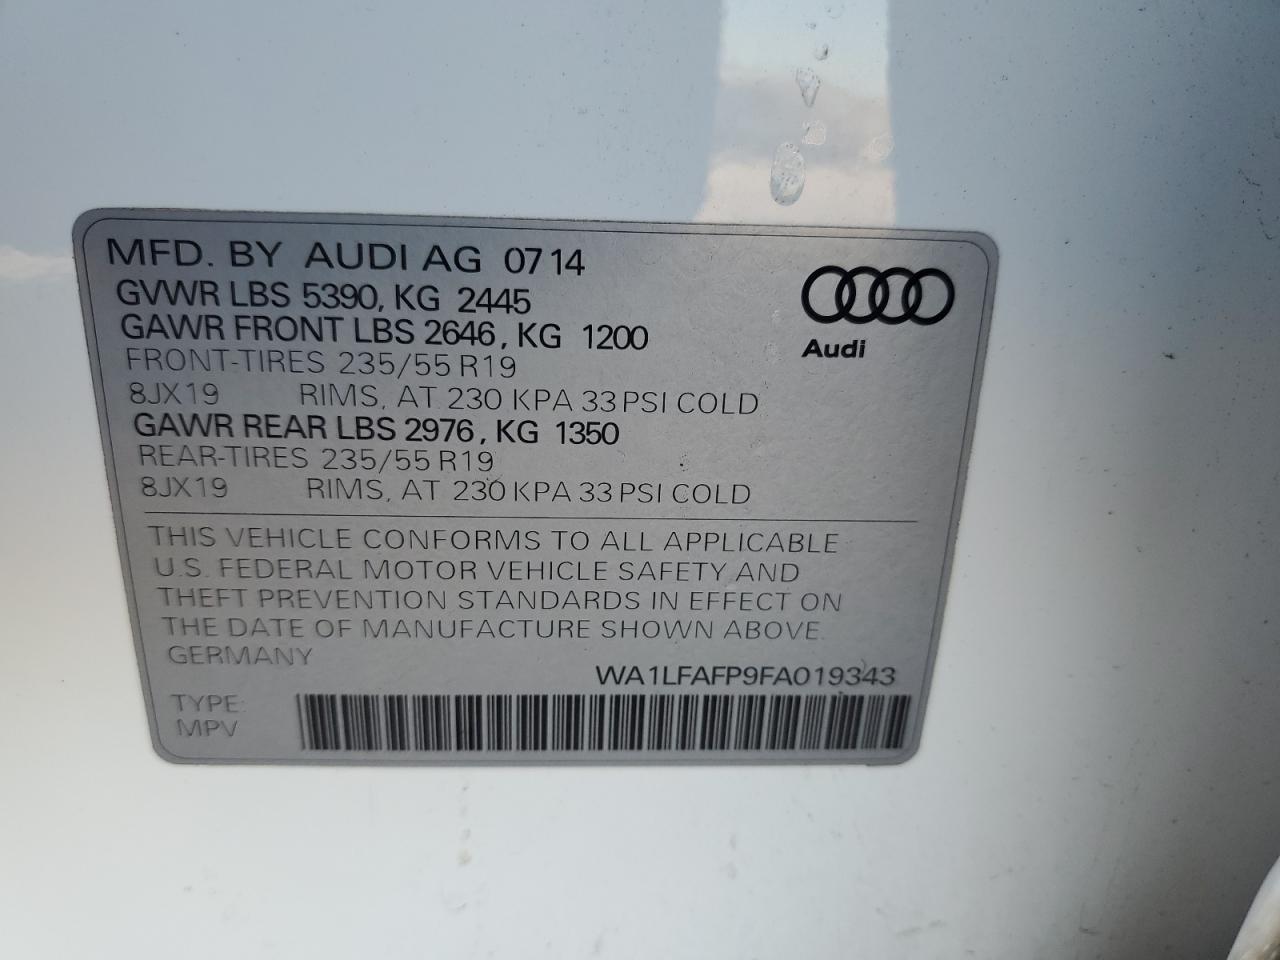 MFD. BY AUDI AG 07 14
GVWR LBS 5390, KG 2445
GAWR FRONT LBS 2646, KG 1200
FRONT-TIRES 235/55 R19
8JX19 RIMS, AT 230 KPA 33 PSI COLD
GAWR REAR LBS 2976, KG 1350
REAR-TIRES 235/55 R19
8JX19 RIMS, AT 230 KPA 33 PSI COLD
Audi
THIS VEHICLE CONFORMS TO ALL APPLICABLE
U.S. FEDERAL MOTOR VEHICLE SAFETY AND
THEFT PREVENTION STANDARDS IN EFFECT ON
THE DATE OF MANUFACTURE SHOWN ABOVE.
GERMANY
WA1LFAFP9FA019343
TYPE:
MPV